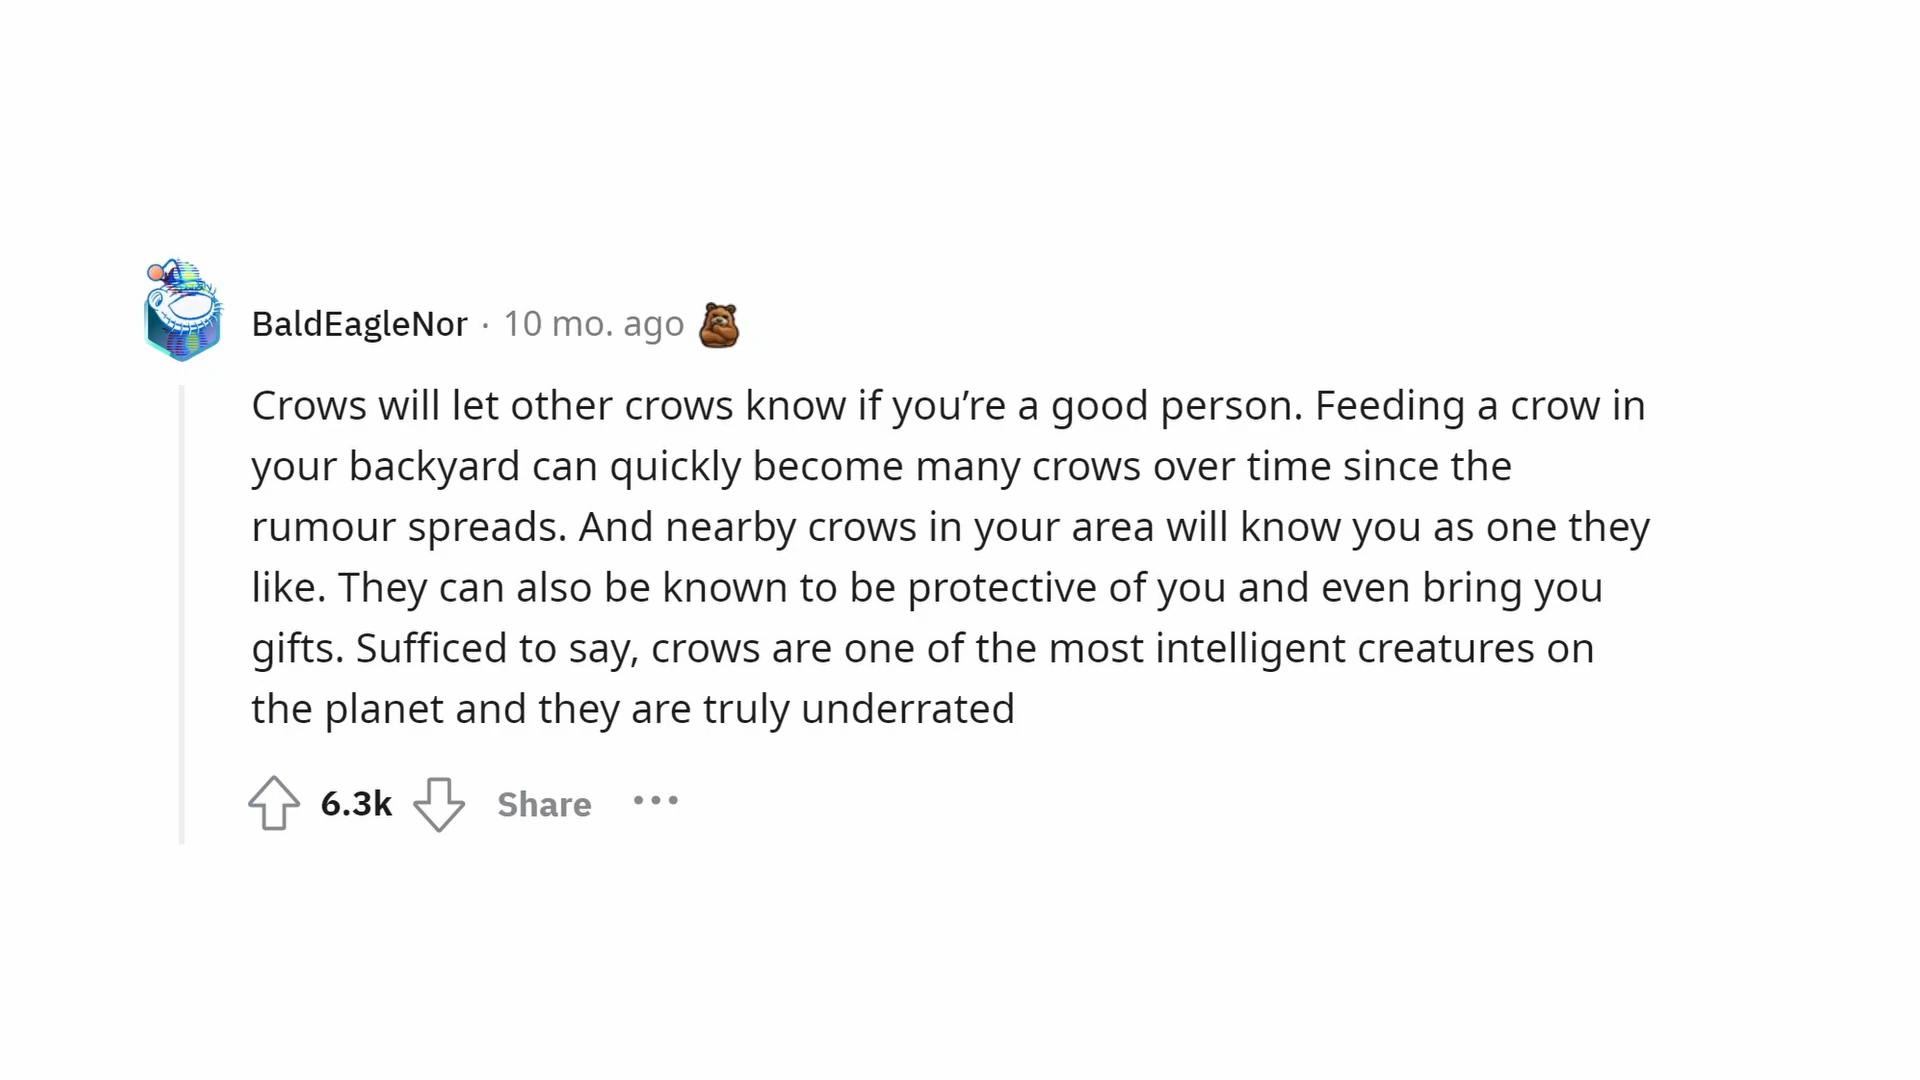 BaldEagleNor · 10 mo. ago
Crows will let other crows know if you’re a good person. Feeding a crow in
your backyard can quickly become many crows over time since the
rumour spreads. And nearby crows in your area will know you as one they
like. They can also be known to be protective of you and even bring you
gifts. Sufficed to say, crows are one of the most intelligent creatures on
the planet and they are truly underrated
6.3k Share ···